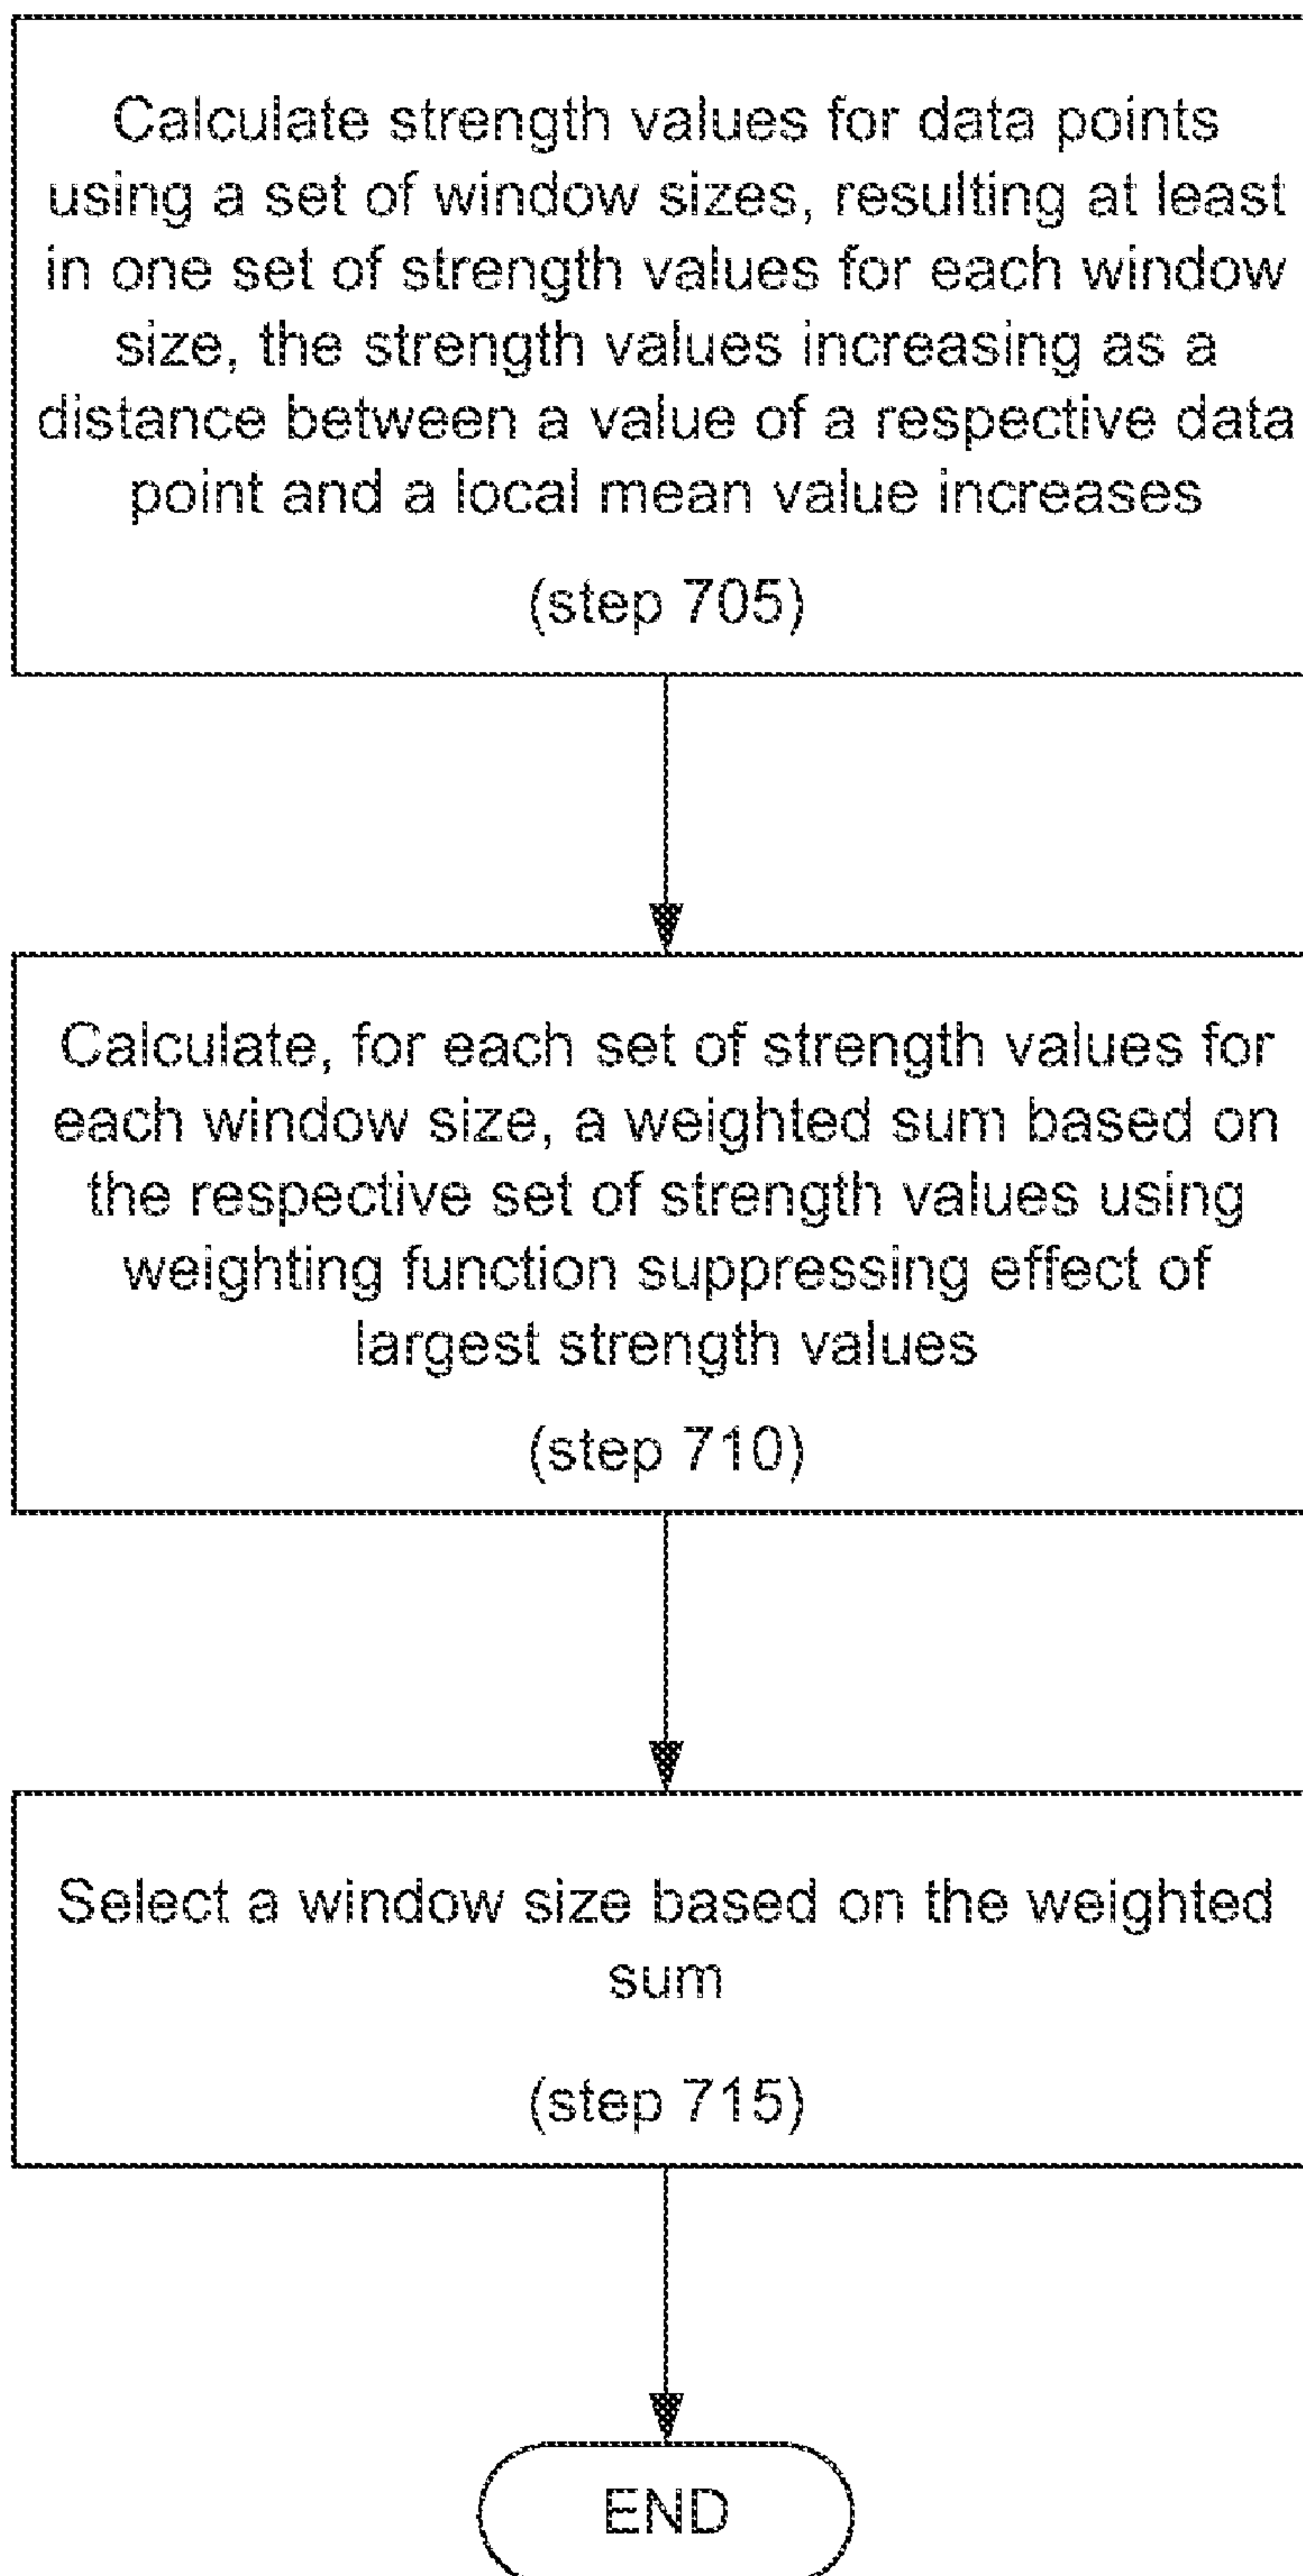 Calculate strength values for data points
using a set of window sizes, resulting at least
in one set of strength values for each window
size, the strength values increasing as a
distance between a value of a respective data
point and a local mean value increases
(step 705)
Calculate, for each set of strength values for
each window size, a weighted sum based on
the respective set of strength values using
weighting function suppressing effect of
largest strength values
(step 710)
Select a window size based on the weighted
sum
(step 715)
END